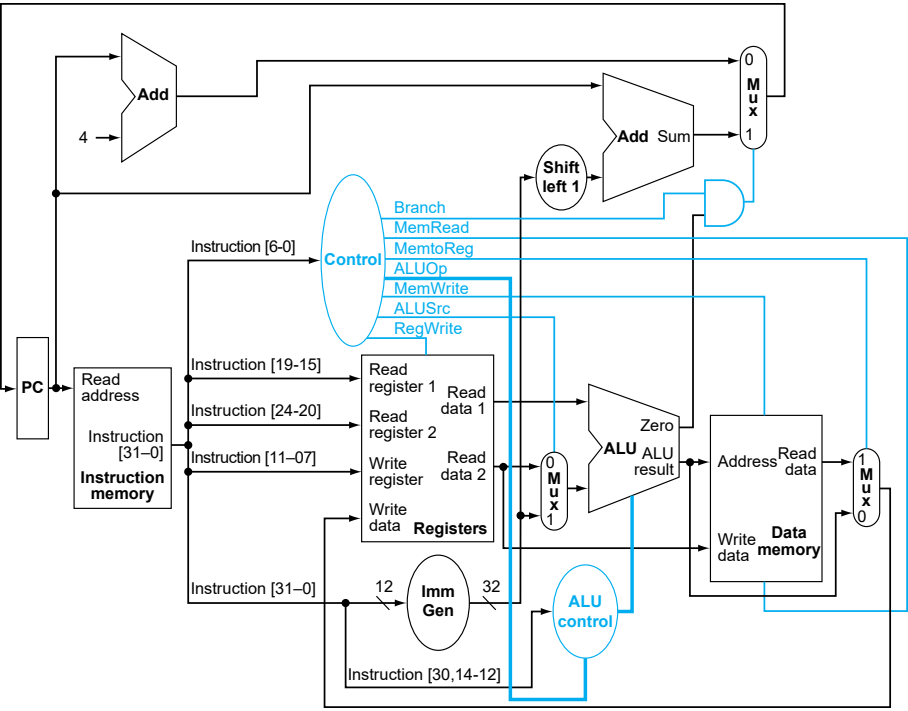 0
M
u
x
1
Add
4
Add Sum
Shift
left 1
Branch
MemRead
MemtoReg
ALUOp
MemWrite
ALUSrc
RegWrite
Control
Instruction [6-0]
PC
Read
address
Instruction
[31–0]
Instruction
memory
Instruction [19-15]
Instruction [24-20]
Instruction [11–07]
Instruction [31–0]
Read
register 1
Read
register 2
Write
register
Write
data
Read
data 1
Read
data 2
Registers
0
M
u
x
1
Zero
ALU
ALU
result
Address
Read
data
Write
data
Data
memory
1
M
u
x
0
12
Imm
Gen
32
ALU
control
Instruction [30,14-12]